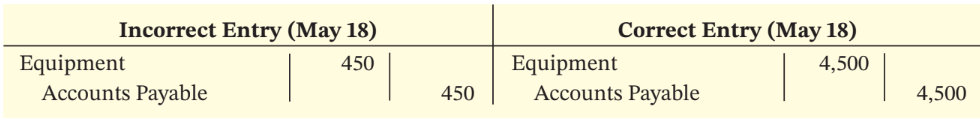 Incorrect Entry (May 18) Correct Entry (May 18)
Equipment 450 Equipment 4,500
Accounts Payable 450 Accounts Payable 4,500